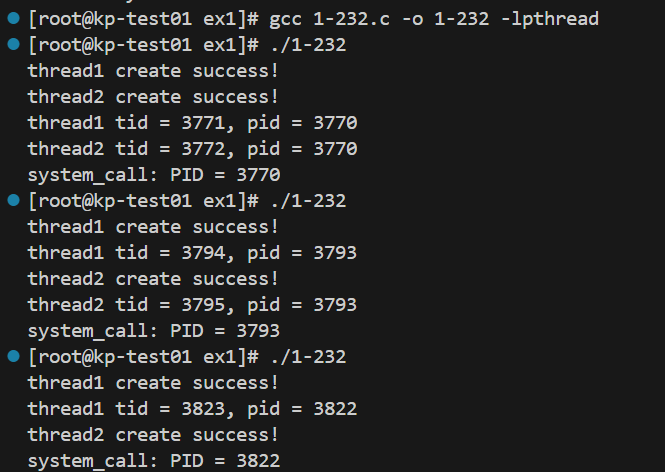 [root@kp-test01 ex1]# gcc 1-232.c -o 1-232 -lpthread
[root@kp-test01 ex1]# ./1-232
thread1 create success!
thread2 create success!
thread1 tid = 3771, pid = 3770
thread2 tid = 3772, pid = 3770
system_call: PID = 3770
[root@kp-test01 ex1]# ./1-232
thread1 create success!
thread1 tid = 3794, pid = 3793
thread2 create success!
thread2 tid = 3795, pid = 3793
system_call: PID = 3793
[root@kp-test01 ex1]# ./1-232
thread1 create success!
thread1 tid = 3823, pid = 3822
thread2 create success!
system_call: PID = 3822